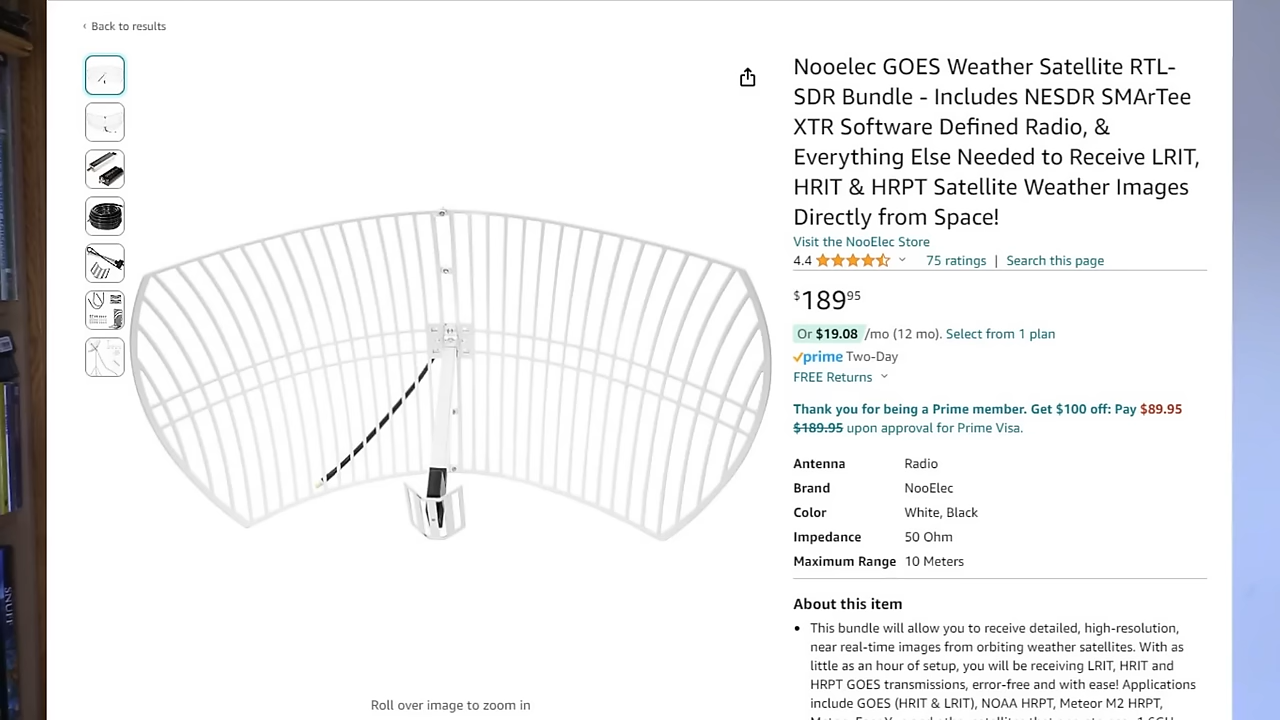 ‹ Back to results
Nooelec GOES Weather Satellite RTL-
SDR Bundle - Includes NESDR SMArTee
XTR Software Defined Radio, &
Everything Else Needed to Receive LRIT,
HRIT & HRPT Satellite Weather Images
Directly from Space!
Visit the NooElec Store
4.4 75 ratings | Search this page
$189.95
Or $19.08 /mo (12 mo). Select from 1 plan
prime Two-Day
FREE Returns
Thank you for being a Prime member. Get $100 off: Pay $89.95
$189.95 upon approval for Prime Visa.
Antenna Radio
Brand NooElec
Color White, Black
Impedance 50 Ohm
Maximum Range 10 Meters
About this item
• This bundle will allow you to receive detailed, high-resolution,
near real-time images from orbiting weather satellites. With as
little as an hour of setup, you will be receiving LRIT, HRIT and
HRPT GOES transmissions, error-free and with ease! Applications
include GOES (HRIT & LRIT), NOAA HRPT, Meteor M2 HRPT,
Roll over image to zoom in
SNUFF